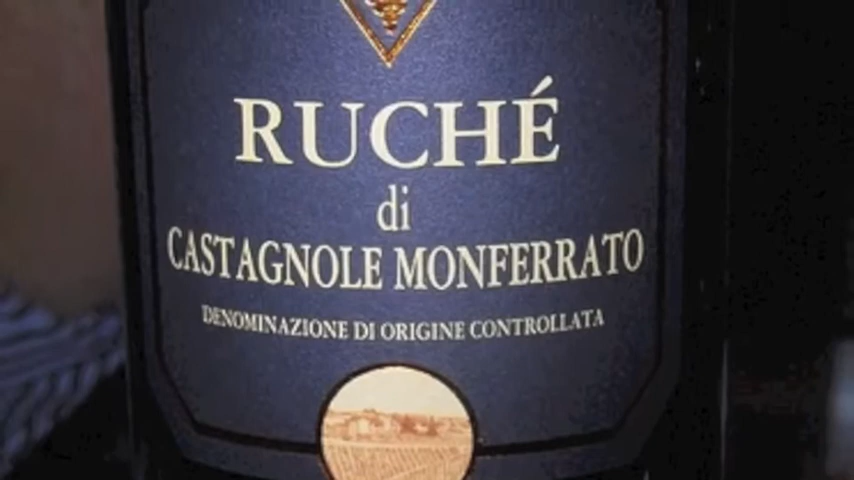 RUCHÉ
di
CASTAGNOLE MONFERRATO
DENOMINAZIONE DI ORIGINE CONTROLLATA